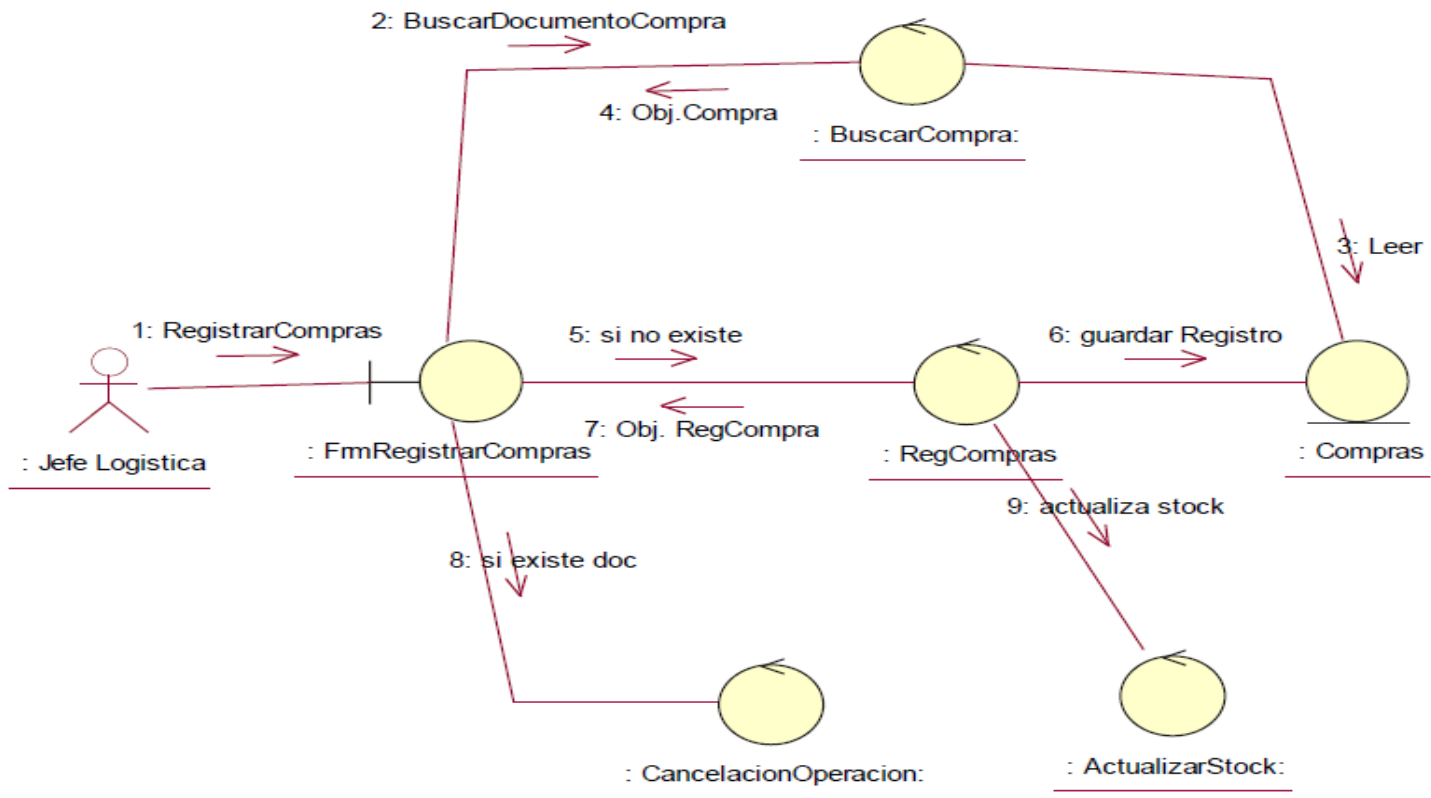 2: BuscarDocumentoCompra
4: Obj.Compra
: BuscarCompra:
3: Leer
1: RegistrarCompras
5: si no existe
6: guardar Registro
7: Obj. RegCompra
: Jefe Logistica
: FrmRegistrarCompras
: RegCompras
: Compras
9: actualiza stock
8: si existe doc
: CancelacionOperacion:
: ActualizarStock: